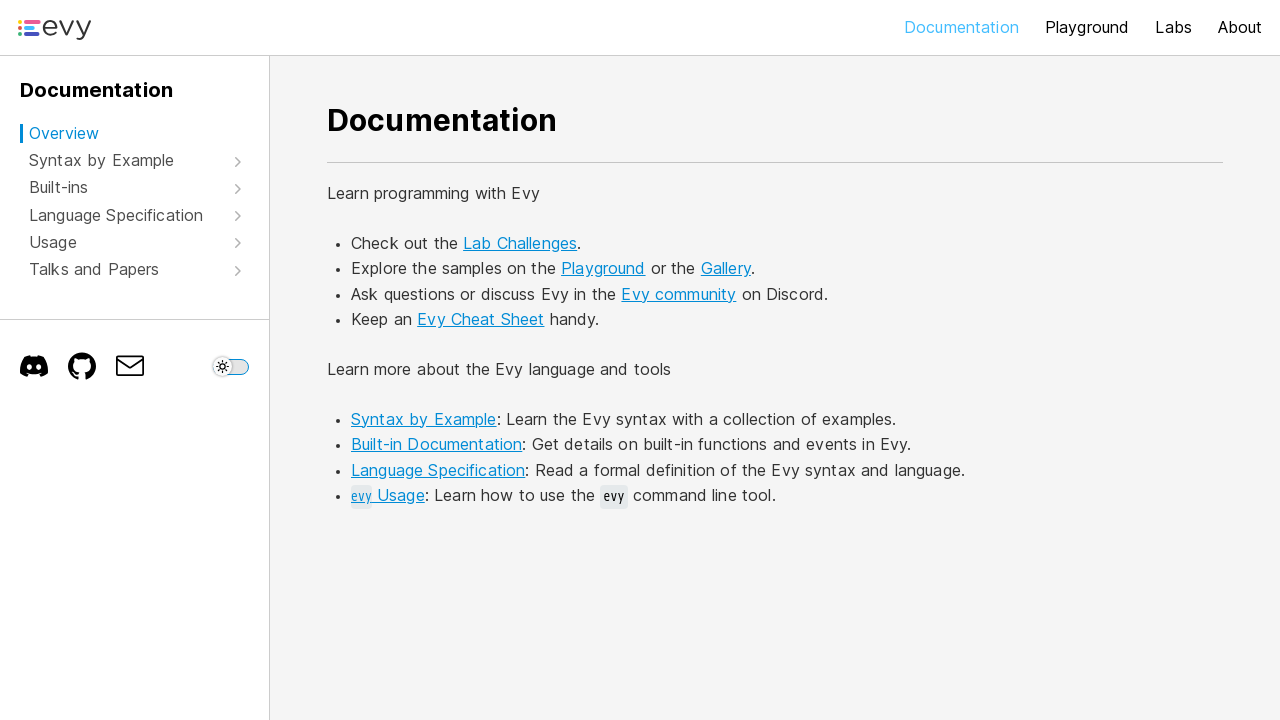 evy
Documentation
Playground
Labs
About
Documentation
Overview
Syntax by Example
Built-ins
Language Specification
Usage
Talks and Papers
Documentation
Learn programming with Evy
• Check out the Lab Challenges.
• Explore the samples on the Playground or the Gallery.
• Ask questions or discuss Evy in the Evy community on Discord.
• Keep an Evy Cheat Sheet handy.
Learn more about the Evy language and tools
• Syntax by Example: Learn the Evy syntax with a collection of examples.
• Built-in Documentation: Get details on built-in functions and events in Evy.
• Language Specification: Read a formal definition of the Evy syntax and language.
• evy Usage: Learn how to use the evy command line tool.